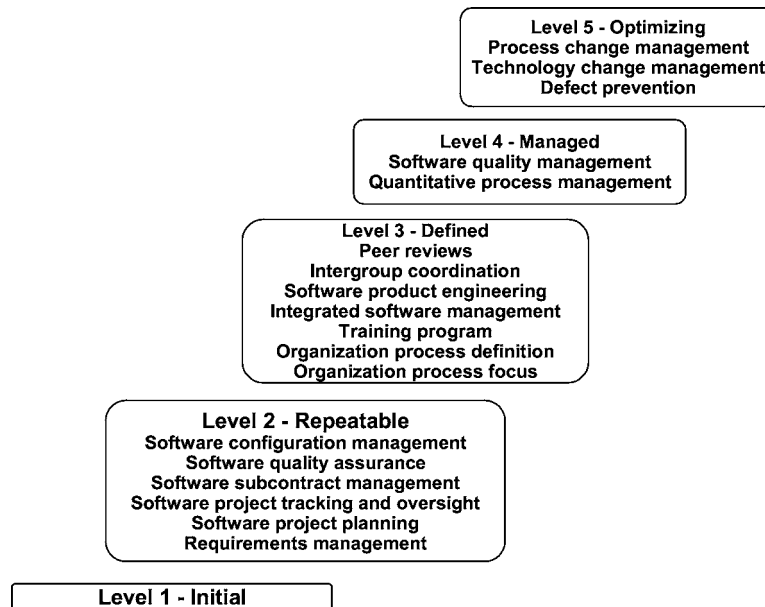 Level 5 - Optimizing
Process change management
Technology change management
Defect prevention
Level 4 - Managed
Software quality management
Quantitative process management
Level 3 - Defined
Peer reviews
Intergroup coordination
Software product engineering
Integrated software management
Training program
Organization process definition
Organization process focus
Level 2 - Repeatable
Software configuration management
Software quality assurance
Software subcontract management
Software project tracking and oversight
Software project planning
Requirements management
Level 1 - Initial